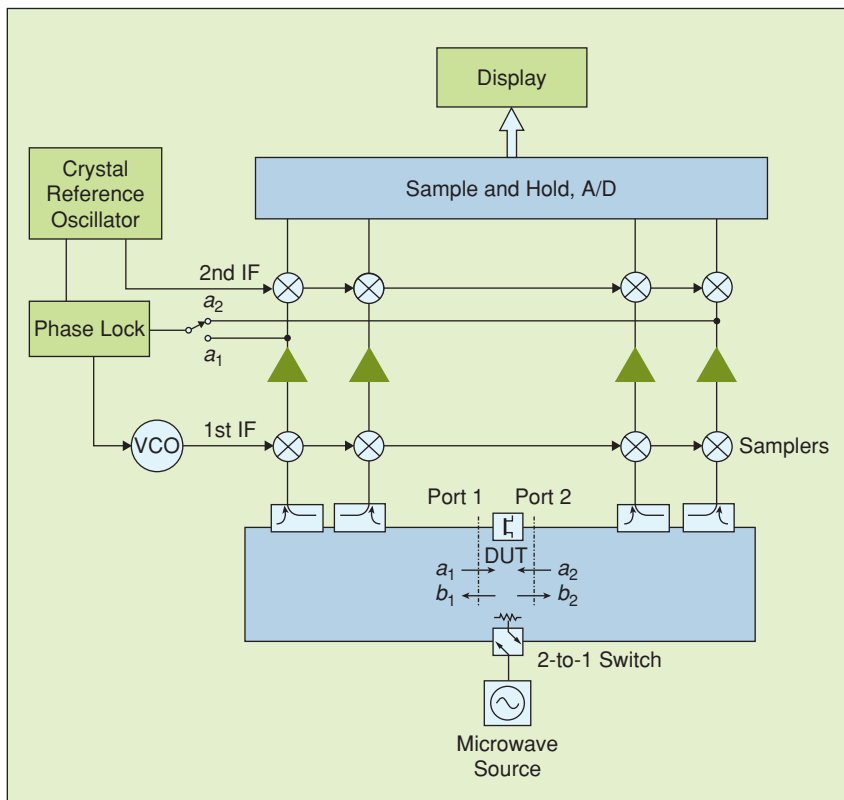 Display
Crystal
Reference
Oscillator
Sample and Hold, A/D
2nd IF
a2
Phase Lock
a1
VCO
1st IF
Samplers
Port 1
Port 2
DUT
a1
a2
b1
b2
2-to-1 Switch
Microwave
Source